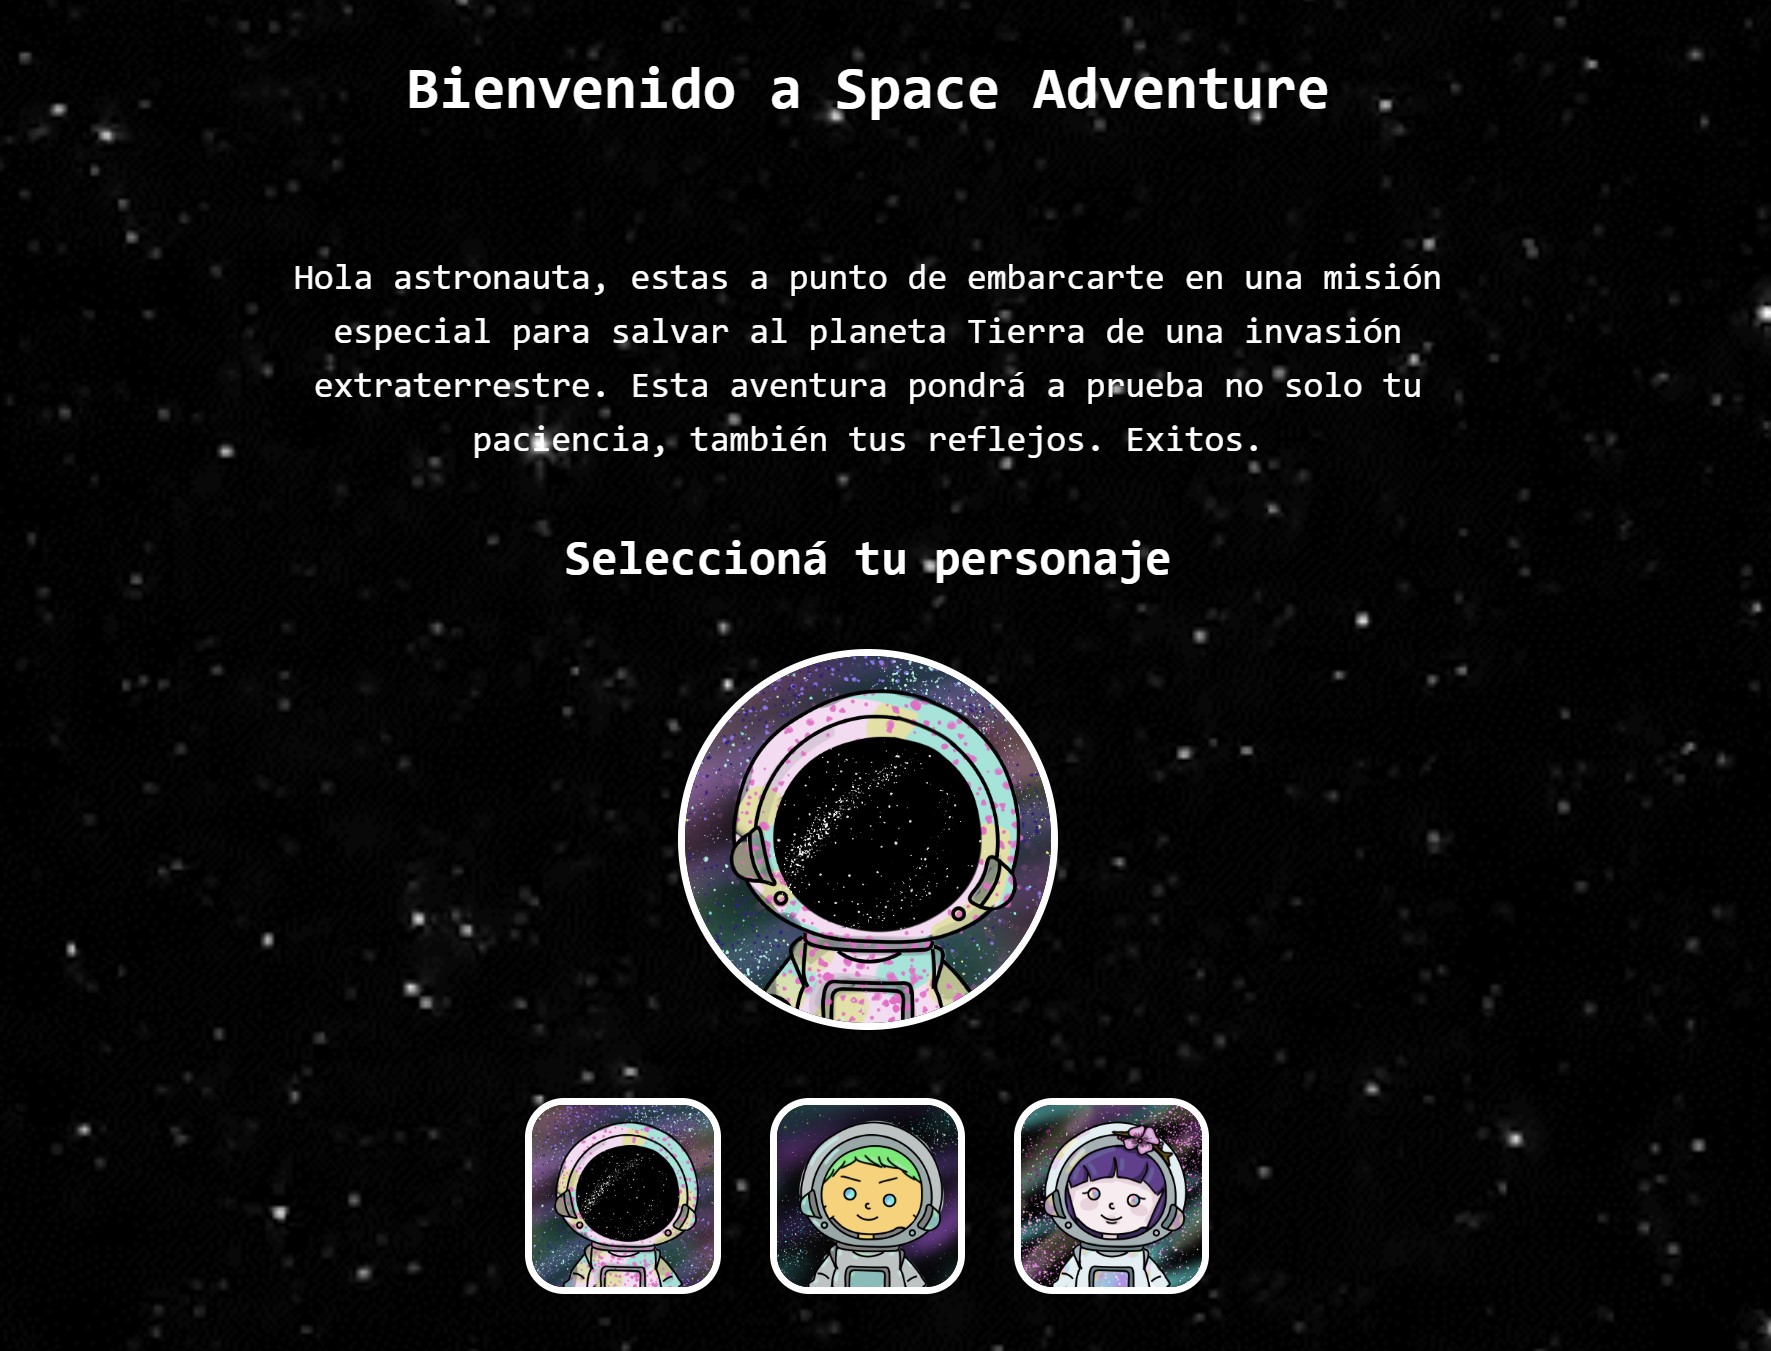 Bienvenido a Space Adventure
Hola astronauta, estas a punto de embarcarte en una misión
especial para salvar al planeta Tierra de una invasión
extraterrestre. Esta aventura pondrá a prueba no solo tu
paciencia, también tus reflejos. Exitos.
Seleccioná tu personaje